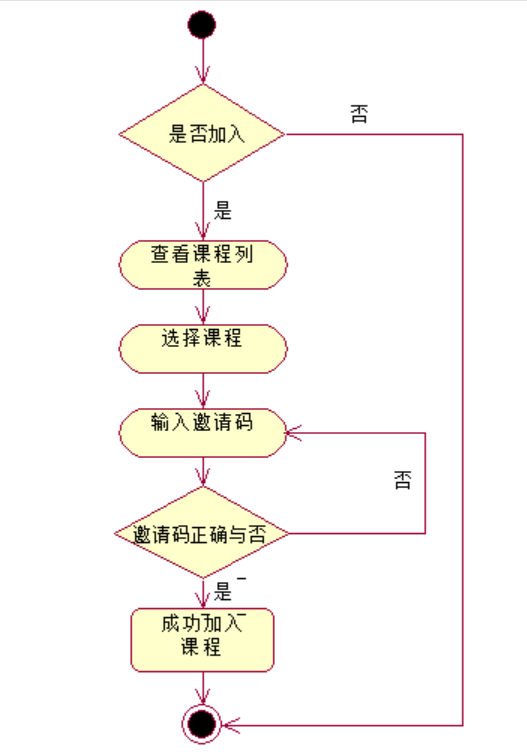 否
是否加入
是
查看课程列
表
选择课程
输入邀请码
否
邀请码正确与否
是
成功加入
课程